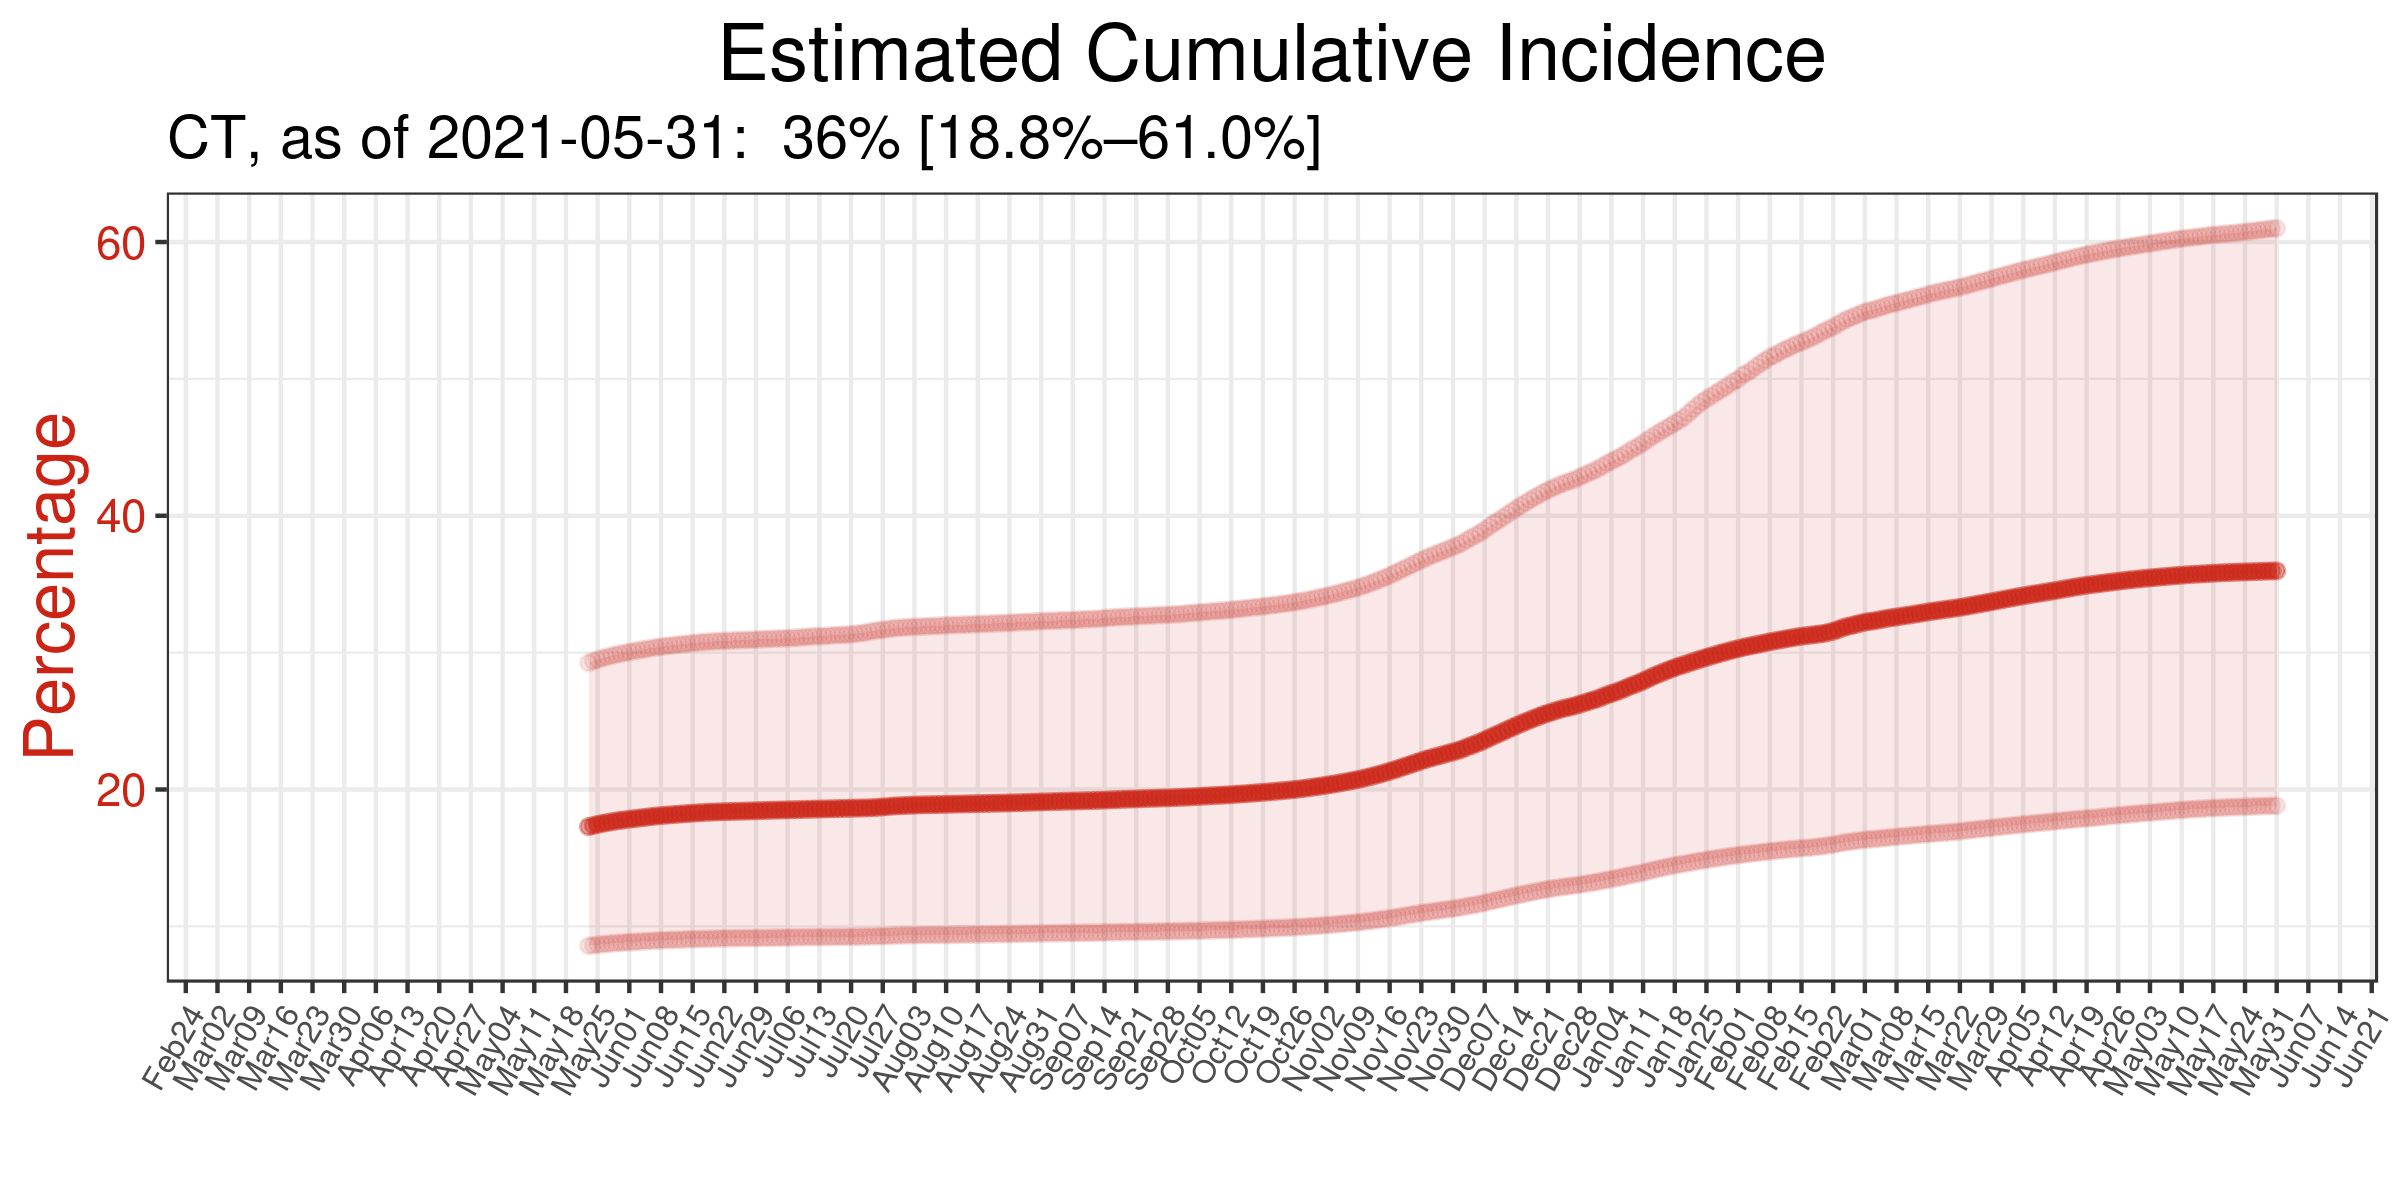 Estimated Cumulative Incidence
CT, as of 2021-05-31:  36% [18.8%–61.0%]
Percentage
60
40
20
Feb24
Mar02
Mar09
Mar16
Mar23
Mar30
Apr06
Apr13
Apr20
Apr27
May04
May11
May18
May25
Jun01
Jun08
Jun15
Jun22
Jun29
Jul06
Jul13
Jul20
Jul27
Aug03
Aug10
Aug17
Aug24
Aug31
Sep07
Sep14
Sep21
Sep28
Oct05
Oct12
Oct19
Oct26
Nov02
Nov09
Nov16
Nov23
Nov30
Dec07
Dec14
Dec21
Dec28
Jan04
Jan11
Jan18
Jan25
Feb01
Feb08
Feb15
Feb22
Mar01
Mar08
Mar15
Mar22
Mar29
Apr05
Apr12
Apr19
Apr26
May03
May10
May17
May24
May31
Jun07
Jun14
Jun21